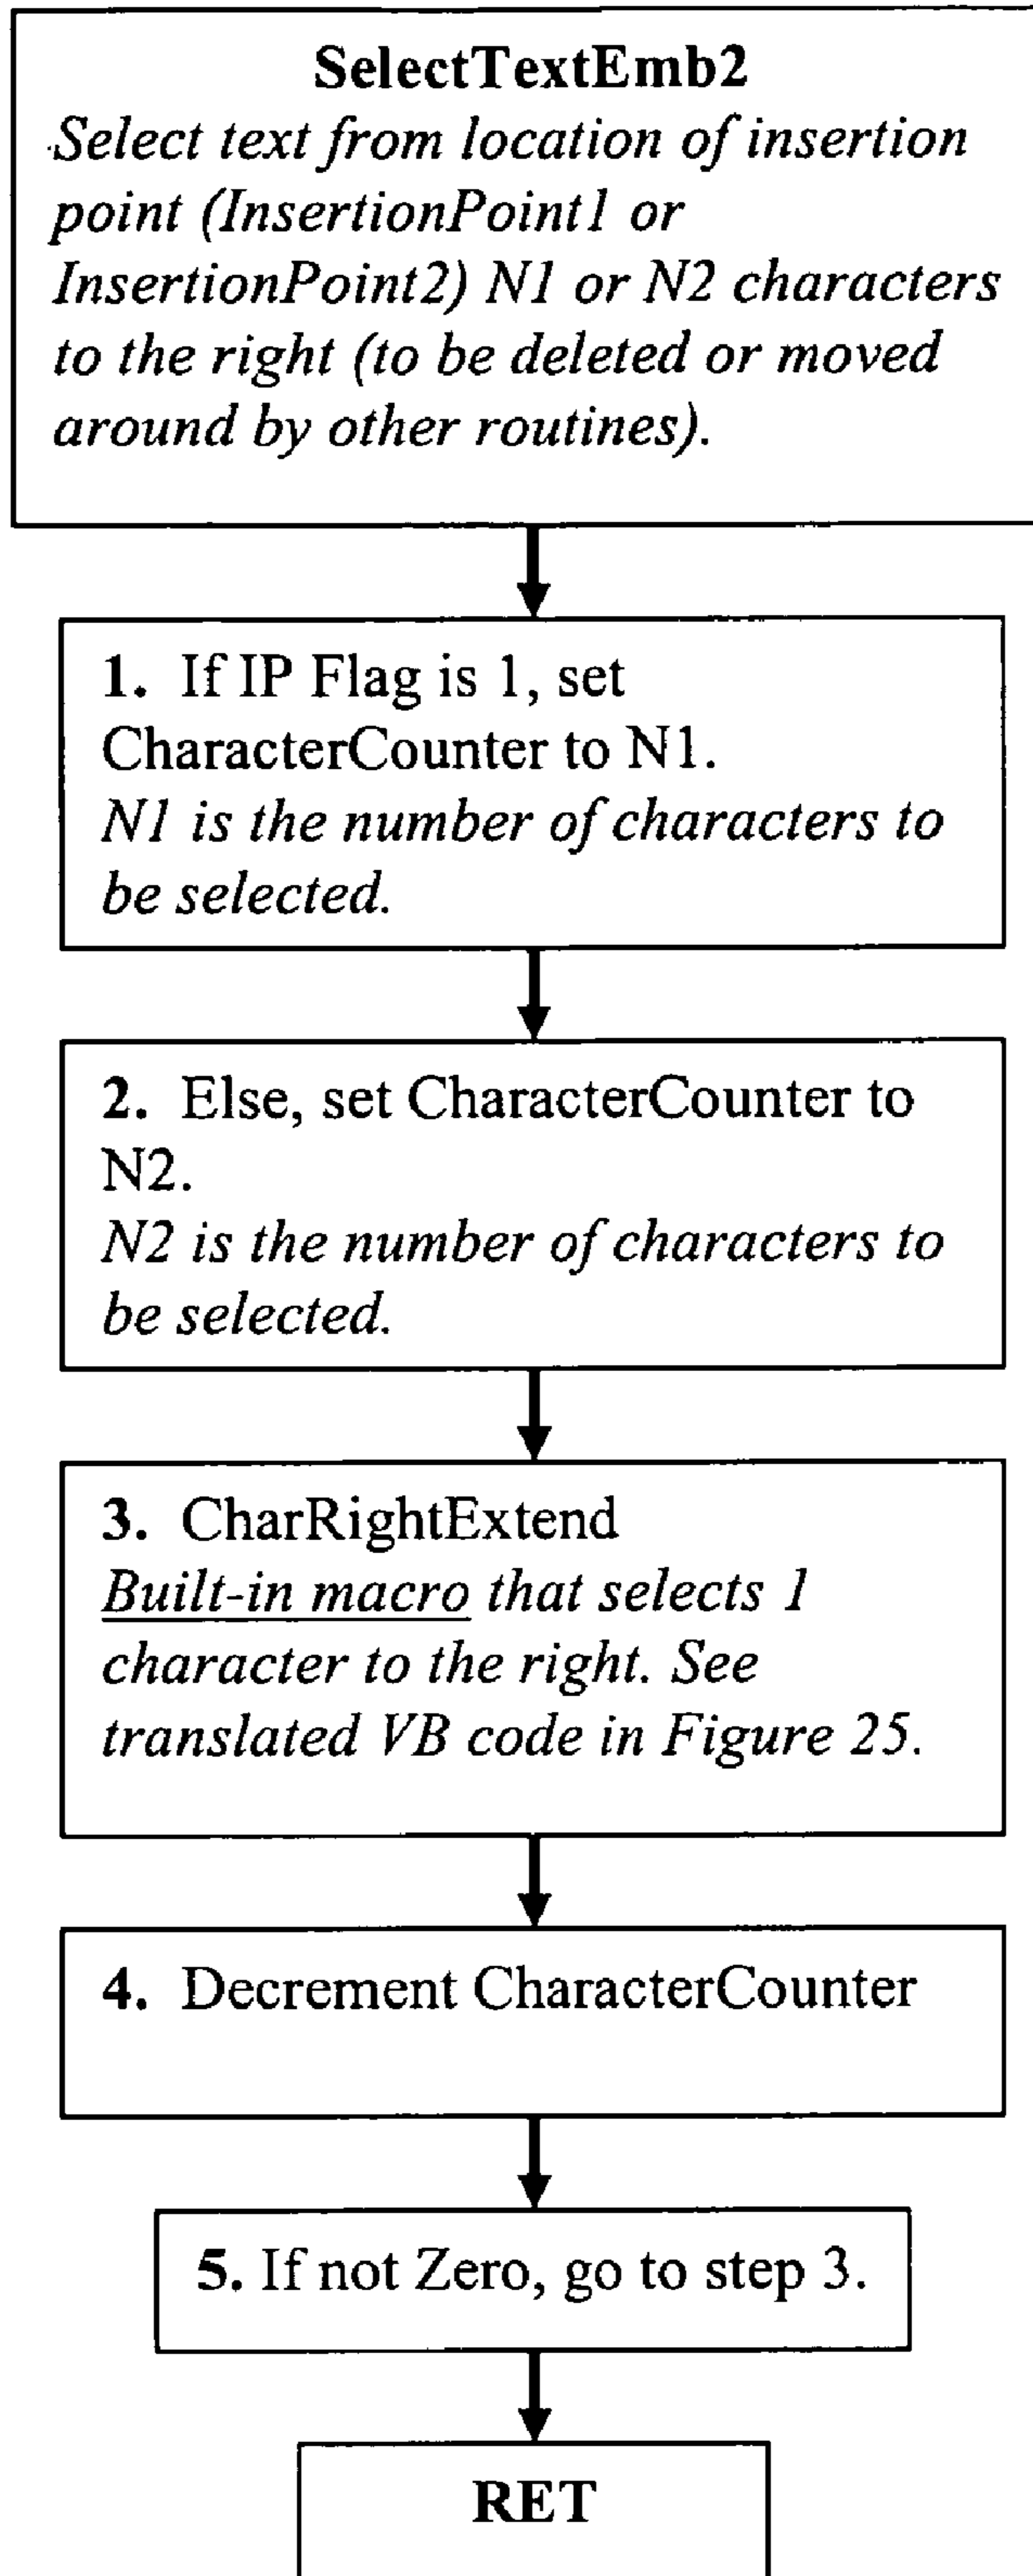 SelectTextEmb2
Select text from location of insertion
point (InsertionPoint1 or
InsertionPoint2) N1 or N2 characters
to the right (to be deleted or moved
around by other routines).
1. If IP Flag is 1, set
CharacterCounter to N1.
N1 is the number of characters to
be selected.
2. Else, set CharacterCounter to
N2.
N2 is the number of characters to
be selected.
3. CharRightExtend
Built-in macro that selects 1
character to the right. See
translated VB code in Figure 25.
4. Decrement CharacterCounter
5. If not Zero, go to step 3.
RET